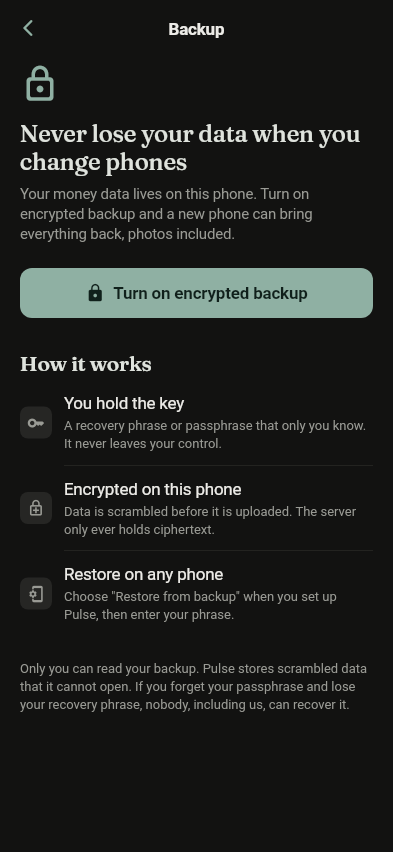 Backup
Never lose your data when you
change phones
Your money data lives on this phone. Turn on
encrypted backup and a new phone can bring
everything back, photos included.
Turn on encrypted backup
How it works
You hold the key
A recovery phrase or passphrase that only you know.
It never leaves your control.
Encrypted on this phone
Data is scrambled before it is uploaded. The server
only ever holds ciphertext.
Restore on any phone
Choose "Restore from backup" when you set up
Pulse, then enter your phrase.
Only you can read your backup. Pulse stores scrambled data
that it cannot open. If you forget your passphrase and lose
your recovery phrase, nobody, including us, can recover it.